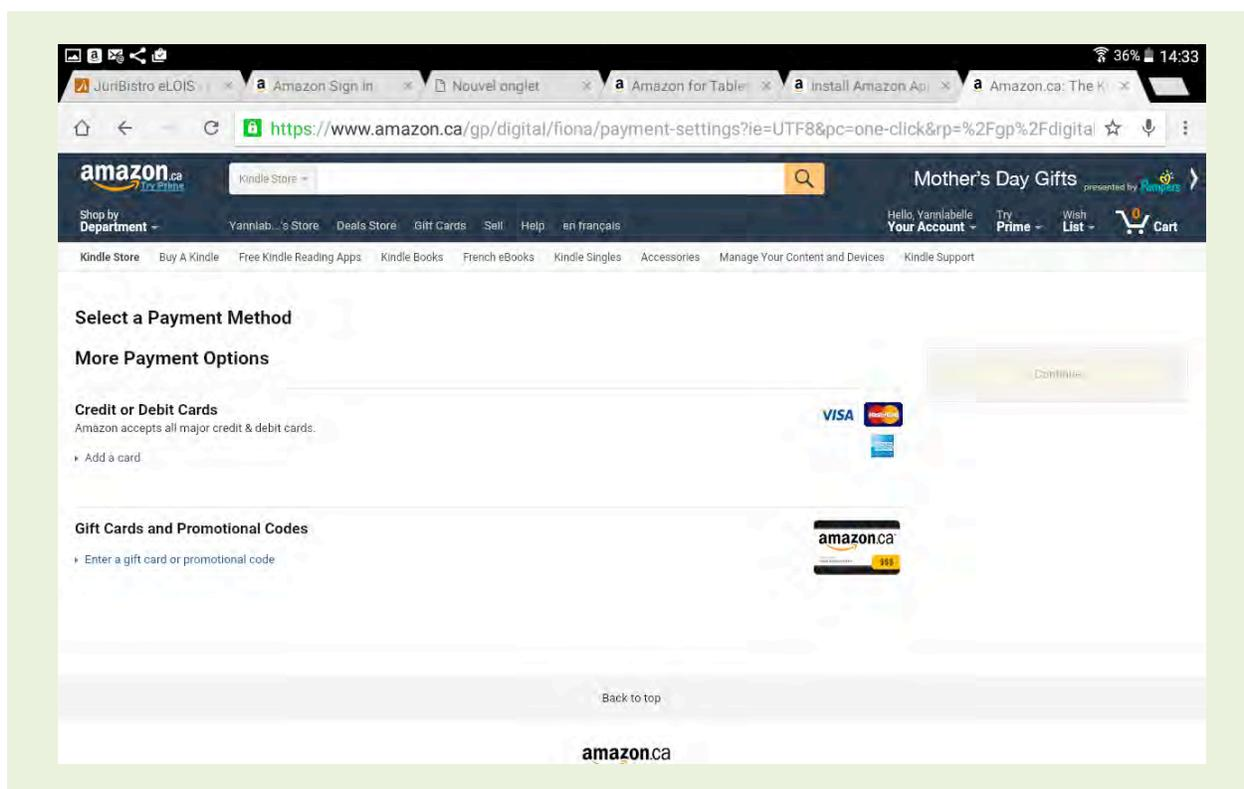 36% 14:33
JuriBistro eLOIS
a Amazon Sign In
Nouvel onglet
a Amazon for Table
a Install Amazon Ap
a Amazon.ca: The K
https://www.amazon.ca/gp/digital/fiona/payment-settings?ie=UTF8&pc=one-click&rp=%2Fgp%2Fdigital
amazon.ca
Try Prime
Kindle Store
Mother's Day Gifts presented by Pampers
Shop by
Department
Yannlab...'s Store Deals Store Gift Cards Sell Help en français
Hello, Yannlabelle
Your Account
Try
Prime
Wish
List
0
Cart
Kindle Store Buy A Kindle Free Kindle Reading Apps Kindle Books French eBooks Kindle Singles Accessories Manage Your Content and Devices Kindle Support
Select a Payment Method
More Payment Options
Continue
Credit or Debit Cards
Amazon accepts all major credit & debit cards.
Add a card
VISA
MasterCard
Gift Cards and Promotional Codes
Enter a gift card or promotional code
amazon.ca
$$$
Back to top
amazon.ca